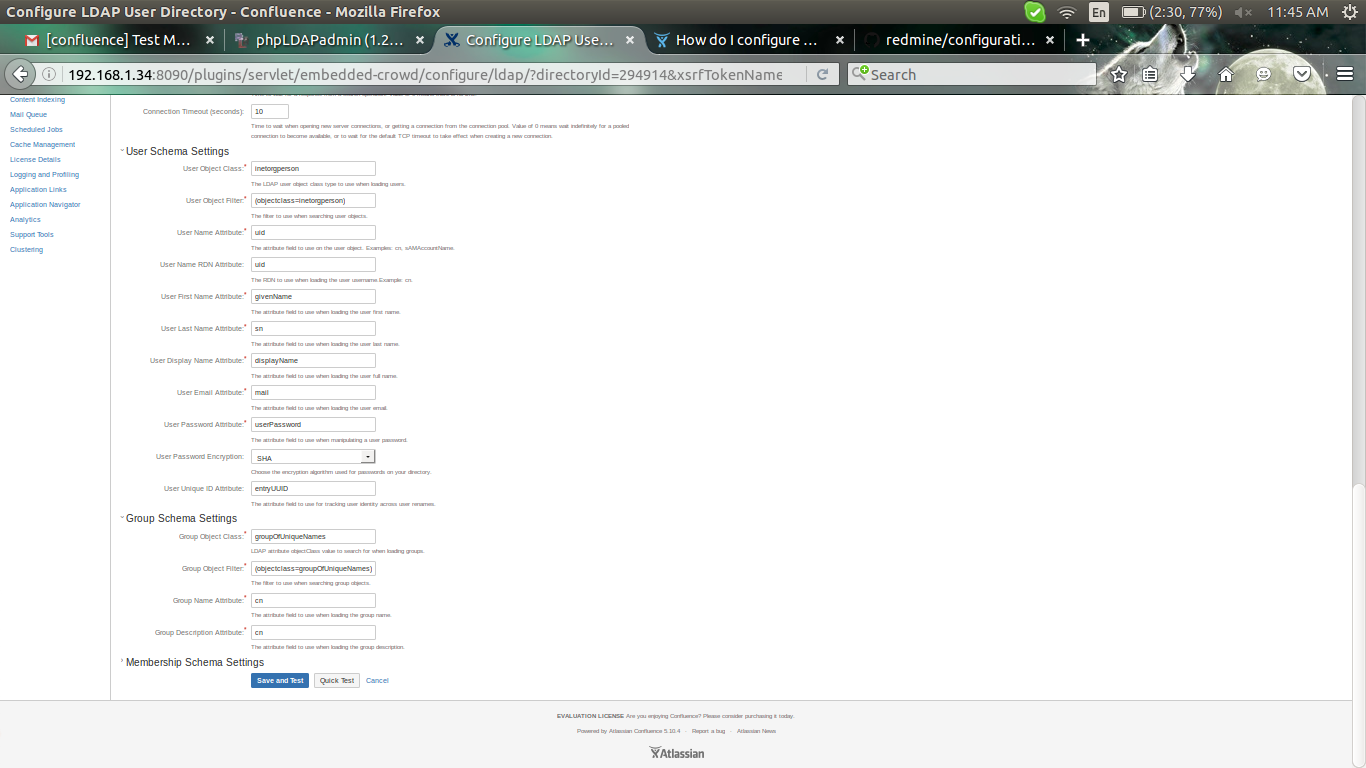 Configure LDAP User Directory - Confluence - Mozilla Firefox
En (2:30, 77%) 11:45 AM
[confluence] Test M... × phpLDAPadmin (1.2... × Configure LDAP Use... × How do I configure ... × redmine/configurati... × +
192.168.1.34:8090/plugins/servlet/embedded-crowd/configure/ldap/?directoryId=294914&xsrfTokenName
Search
Content Indexing
Mail Queue
Scheduled Jobs
Cache Management
License Details
Logging and Profiling
Application Links
Application Navigator
Analytics
Support Tools
Clustering
Connection Timeout (seconds): 10
Time to wait when opening new server connections, or getting a connection from the connection pool. Value of 0 means wait indefinitely for a pooled
connection to become available, or to wait for the default TCP timeout to take effect when creating a new connection.
User Schema Settings
User Object Class:* inetorgperson
The LDAP user object class type to use when loading users.
User Object Filter:* (objectclass=inetorgperson)
The filter to use when searching user objects.
User Name Attribute:* uid
The attribute field to use on the user object. Examples: cn, sAMAccountName.
User Name RDN Attribute: uid
The RDN to use when loading the user username.Example: cn.
User First Name Attribute:* givenName
The attribute field to use when loading the user first name.
User Last Name Attribute:* sn
The attribute field to use when loading the user last name.
User Display Name Attribute:* displayName
The attribute field to use when loading the user full name.
User Email Attribute:* mail
The attribute field to use when loading the user email.
User Password Attribute:* userPassword
The attribute field to use when manipulating a user password.
User Password Encryption: SHA
Choose the encryption algorithm used for passwords on your directory.
User Unique ID Attribute: entryUUID
The attribute field to use for tracking user identity across user renames.
Group Schema Settings
Group Object Class:* groupOfUniqueNames
LDAP attribute objectClass value to search for when loading groups.
Group Object Filter:* (objectclass=groupOfUniqueNames)
The filter to use when searching group objects.
Group Name Attribute:* cn
The attribute field to use when loading the group name.
Group Description Attribute:* cn
The attribute field to use when loading the group description.
Membership Schema Settings
Save and Test Quick Test Cancel
EVALUATION LICENSE Are you enjoying Confluence? Please consider purchasing it today.
Powered by Atlassian Confluence 5.10.4 · Report a bug · Atlassian News
Atlassian